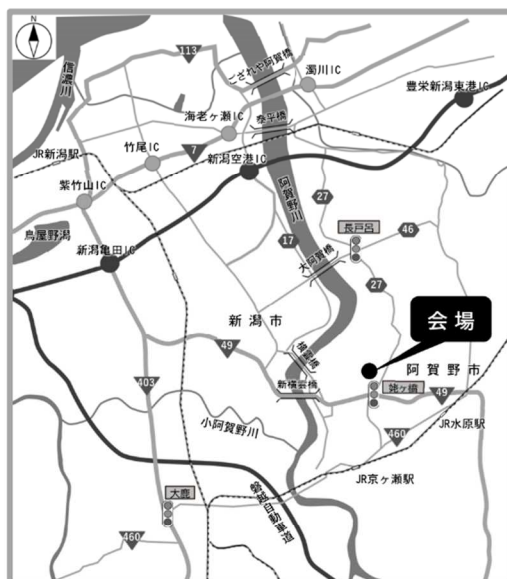 N
信濃川
113
ござれや阿賀橋
濁川IC
豊栄新潟東港IC
海老ヶ瀬IC
泰平橋
7
竹尾IC
JR新潟駅
新潟空港IC
紫竹山IC
阿賀野川
27
鳥屋野潟
17
長戸呂
46
新潟亀田IC
大阿賀橋
27
新潟市
会場
49
横雲橋
阿賀野市
403
新横雲橋
49
小阿賀野川
460
JR水原駅
JR京ヶ瀬駅
大鹿
磐越自動車道
460